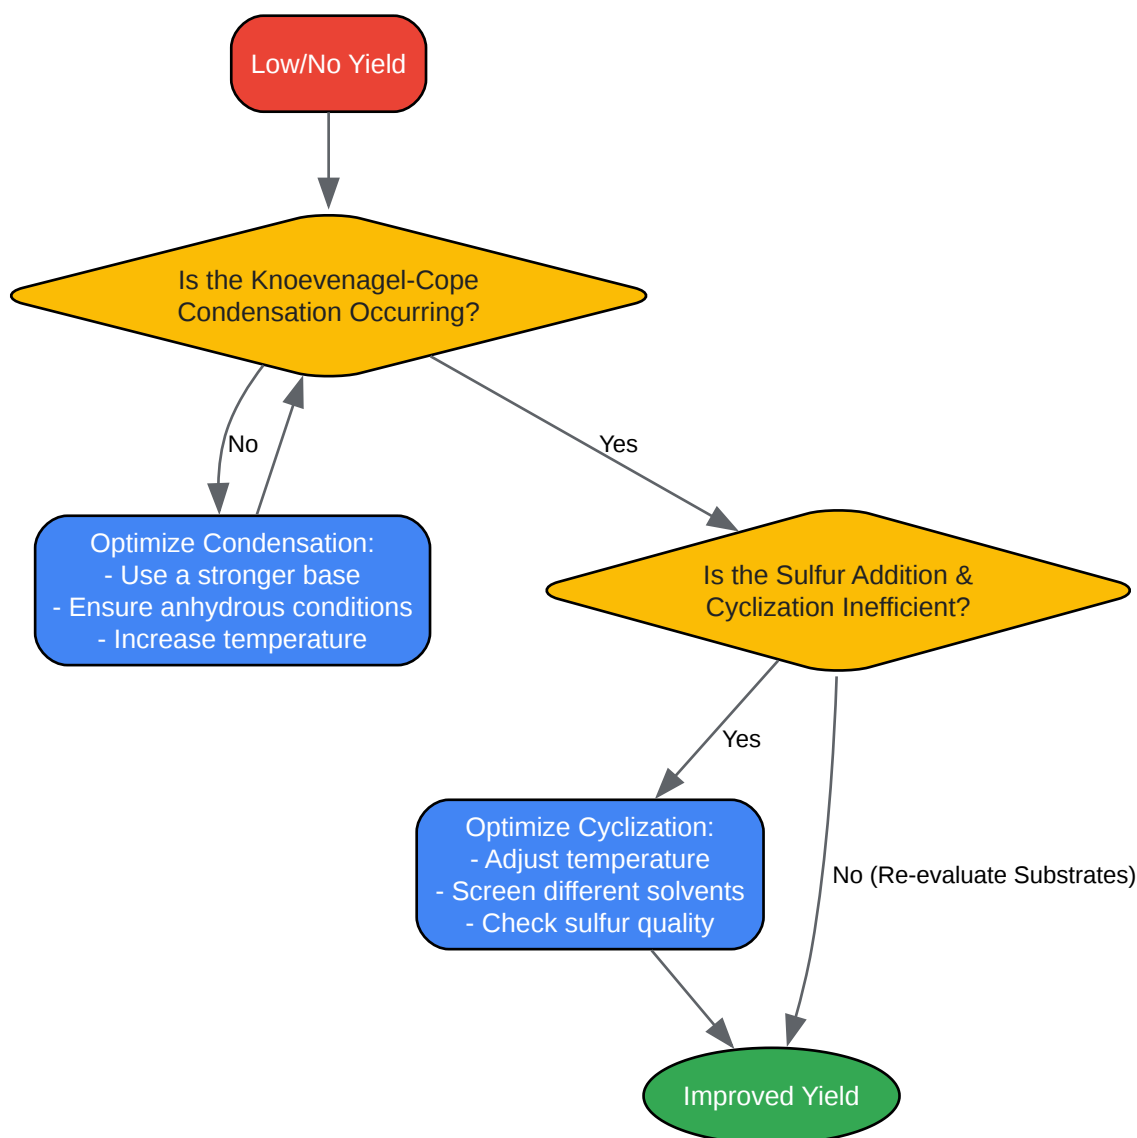 Low/No Yield
Is the Knoevenagel-Cope
Condensation Occurring?
No
Yes
Optimize Condensation:
- Use a stronger base
- Ensure anhydrous conditions
- Increase temperature
Is the Sulfur Addition &
Cyclization Inefficient?
Yes
Optimize Cyclization:
- Adjust temperature
- Screen different solvents
- Check sulfur quality
No (Re-evaluate Substrates)
Improved Yield